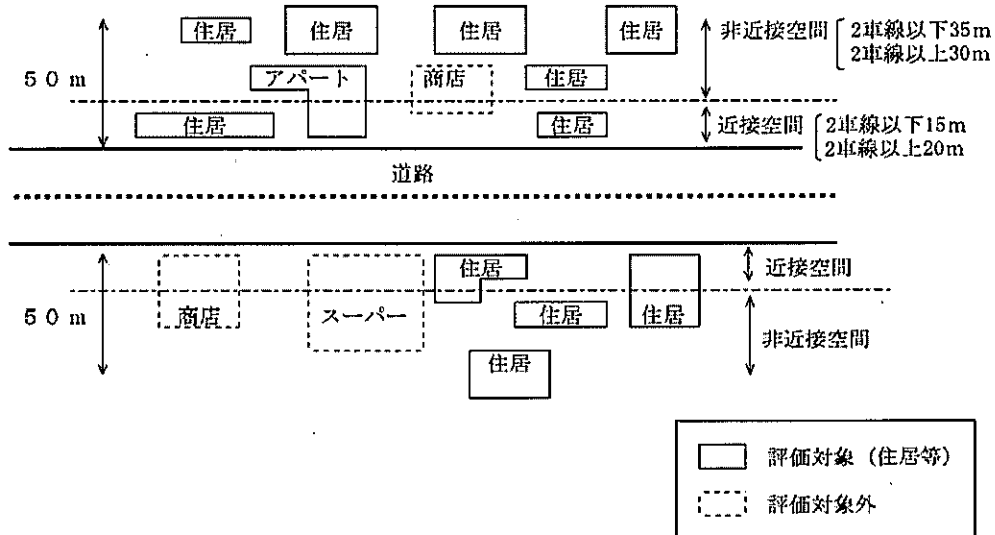 住居
住居
住居
住居
非近接空間
2車線以下35m
2車線以上30m
50m
アパート
商店
住居
住居
住居
近接空間
2車線以下15m
2車線以上20m
道路
住居
近接空間
50m
商店
スーパー
住居
住居
非近接空間
住居
評価対象（住居等）
評価対象外